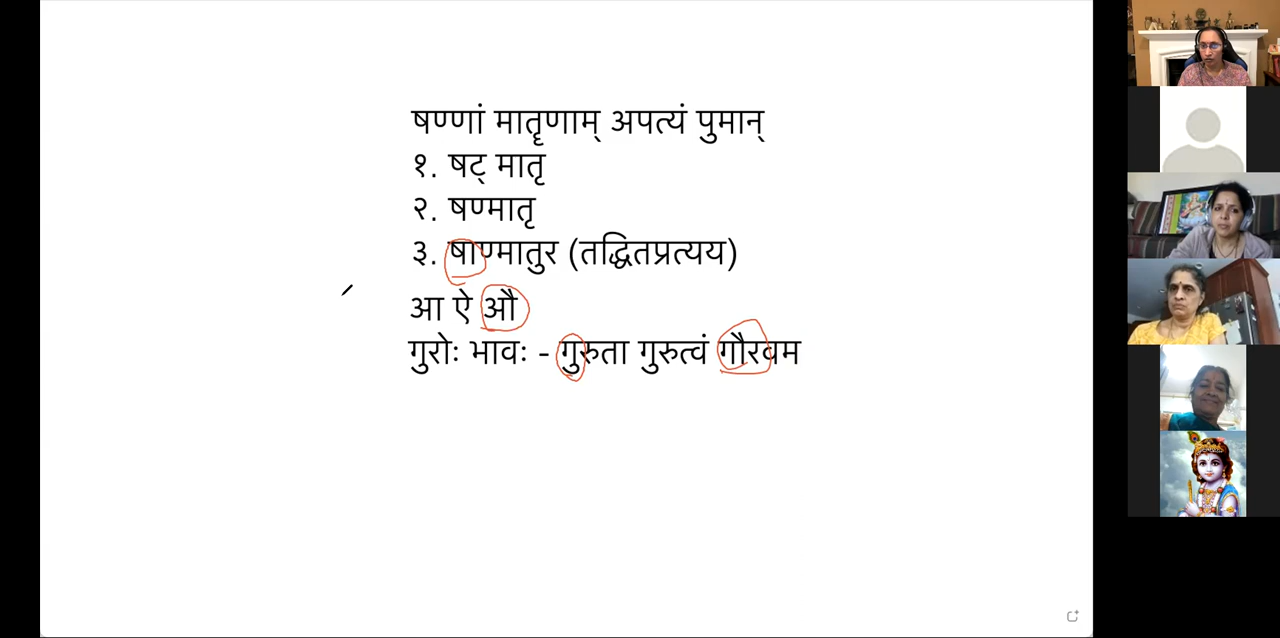 षण्णां मातॄणाम् अपत्यं पुमान्
१. षट् मातृ
२. षण्मातृ
३. षाण्मातुर (तद्धितप्रत्यय)
आ ऐ औ
गुरोः भावः - गुरुता गुरुत्वं गौरवम